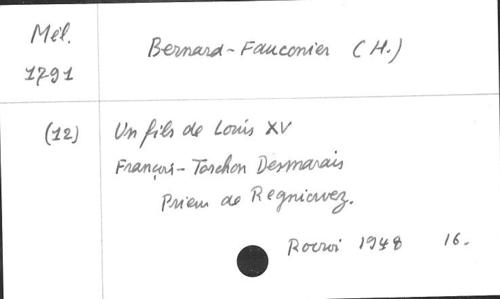 Mél.
1791
Bernard-Fauconier (H.)
(12)
Un fils de Louis XV
François-Torchon Desmarais
Prieur de Regniowez.
Rocroi 1948 16.